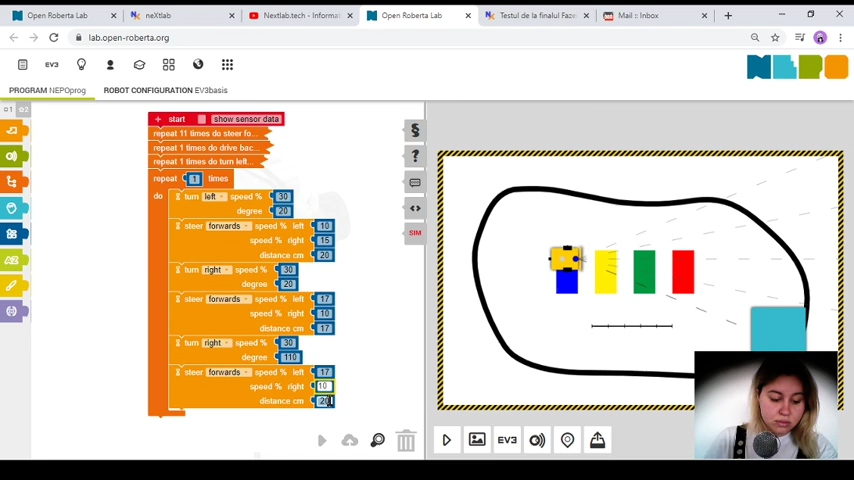 Open Roberta Lab
neXtlab
Nextlab.tech - Informat
Open Roberta Lab
Testul de la finalul Faze
Mail :: Inbox
lab.open-roberta.org
EV3
PROGRAM NEPOprog
ROBOT CONFIGURATION EV3basis
1
2
start
show sensor data
repeat 11 times do steer fo...
repeat 1 times do drive bac...
repeat 1 times do turn left...
repeat 1 times
do
turn left speed % 30
degree 20
steer forwards speed % left 10
speed % right 15
distance cm 20
turn right speed % 30
degree 20
steer forwards speed % left 17
speed % right 10
distance cm 17
turn right speed % 30
degree 110
steer forwards speed % left 17
speed % right 10
distance cm 20
§
?
<>
SIM
EV3